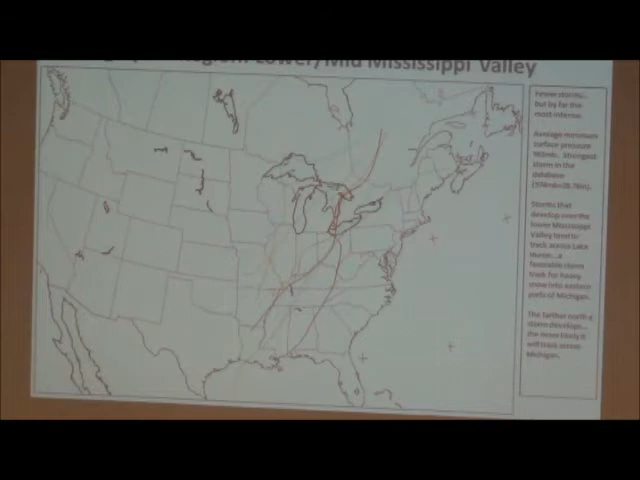 Lower/Mid Mississippi Valley
Fewer storms...
but by far the
most intense.
Average minimum
surface pressure
Strongest
storm in the
database
Storms that
develop over the
lower Mississippi
Valley tend to
track across Lake
Huron... a
favorable storm
track for heavy
snow into eastern
parts of Michigan.
The farther north a
storm develops...
the more likely it
will track across
Michigan.